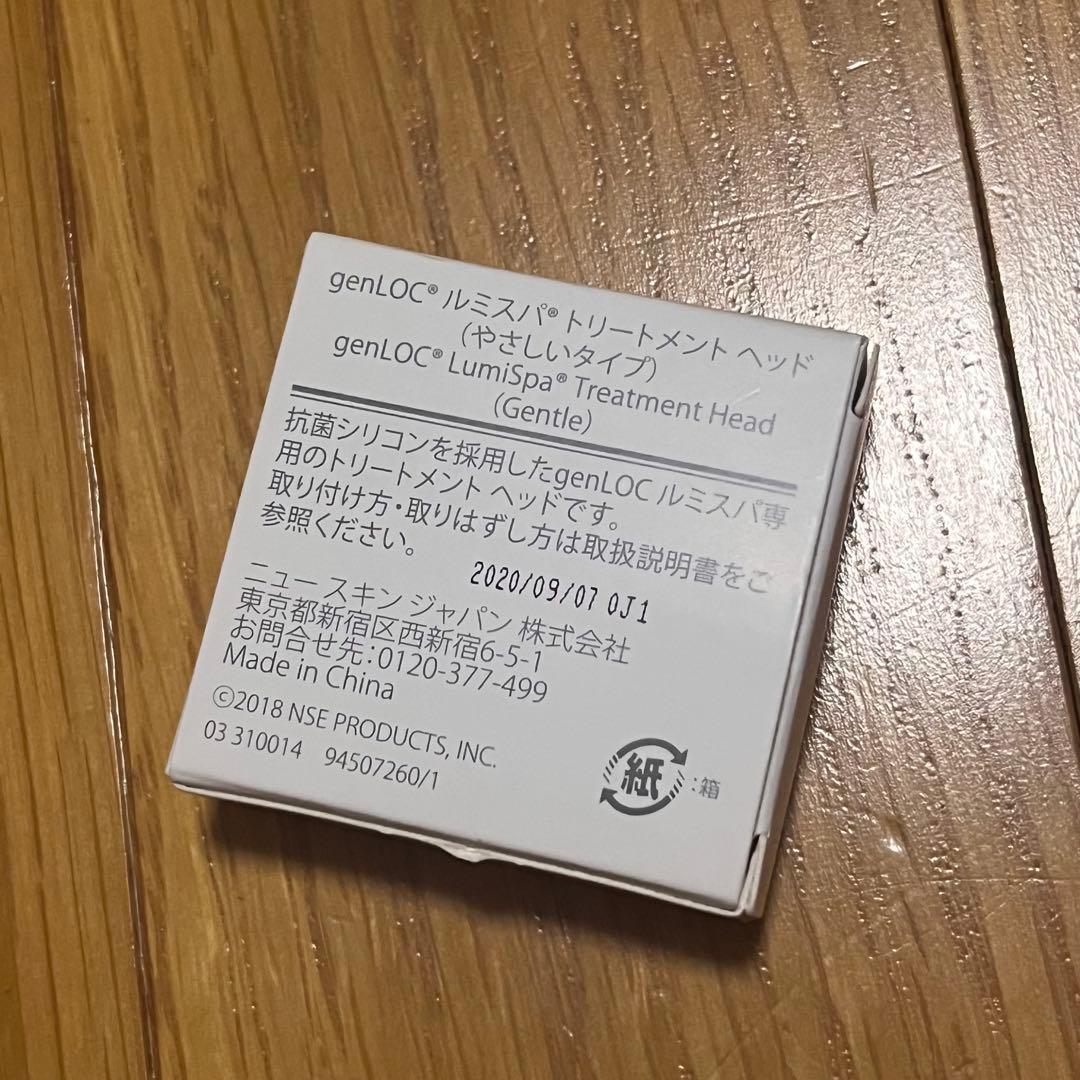 genLOC® ルミスパ® トリートメント ヘッド
（やさしいタイプ）
genLOC® LumiSpa® Treatment Head
(Gentle)
抗菌シリコンを採用したgenLOC ルミスパ専
用のトリートメント ヘッドです。
取り付け方・取りはずし方は取扱説明書をご
参照ください。
2020/09/07 0J1
ニュー スキン ジャパン 株式会社
東京都新宿区西新宿6-5-1
お問合せ先：0120-377-499
Made in China
©2018 NSE PRODUCTS, INC.
03 310014 94507260/1
紙：箱